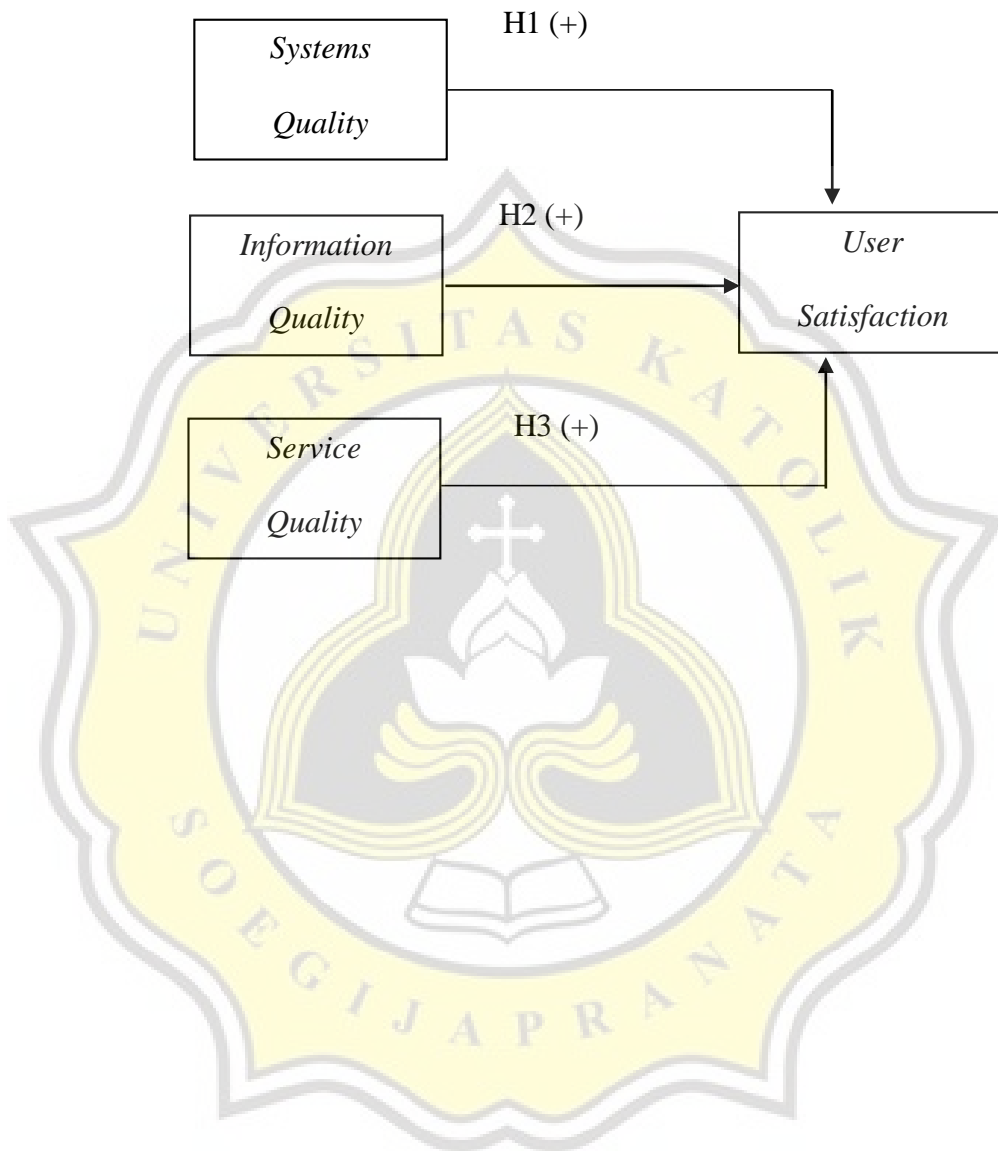 H1 (+)
Systems
Quality
H2 (+)
Information
Quality
User
Satisfaction
H3 (+)
Service
Quality
UNIVERSITAS KATOLIK
SOEGIJAPRANATA